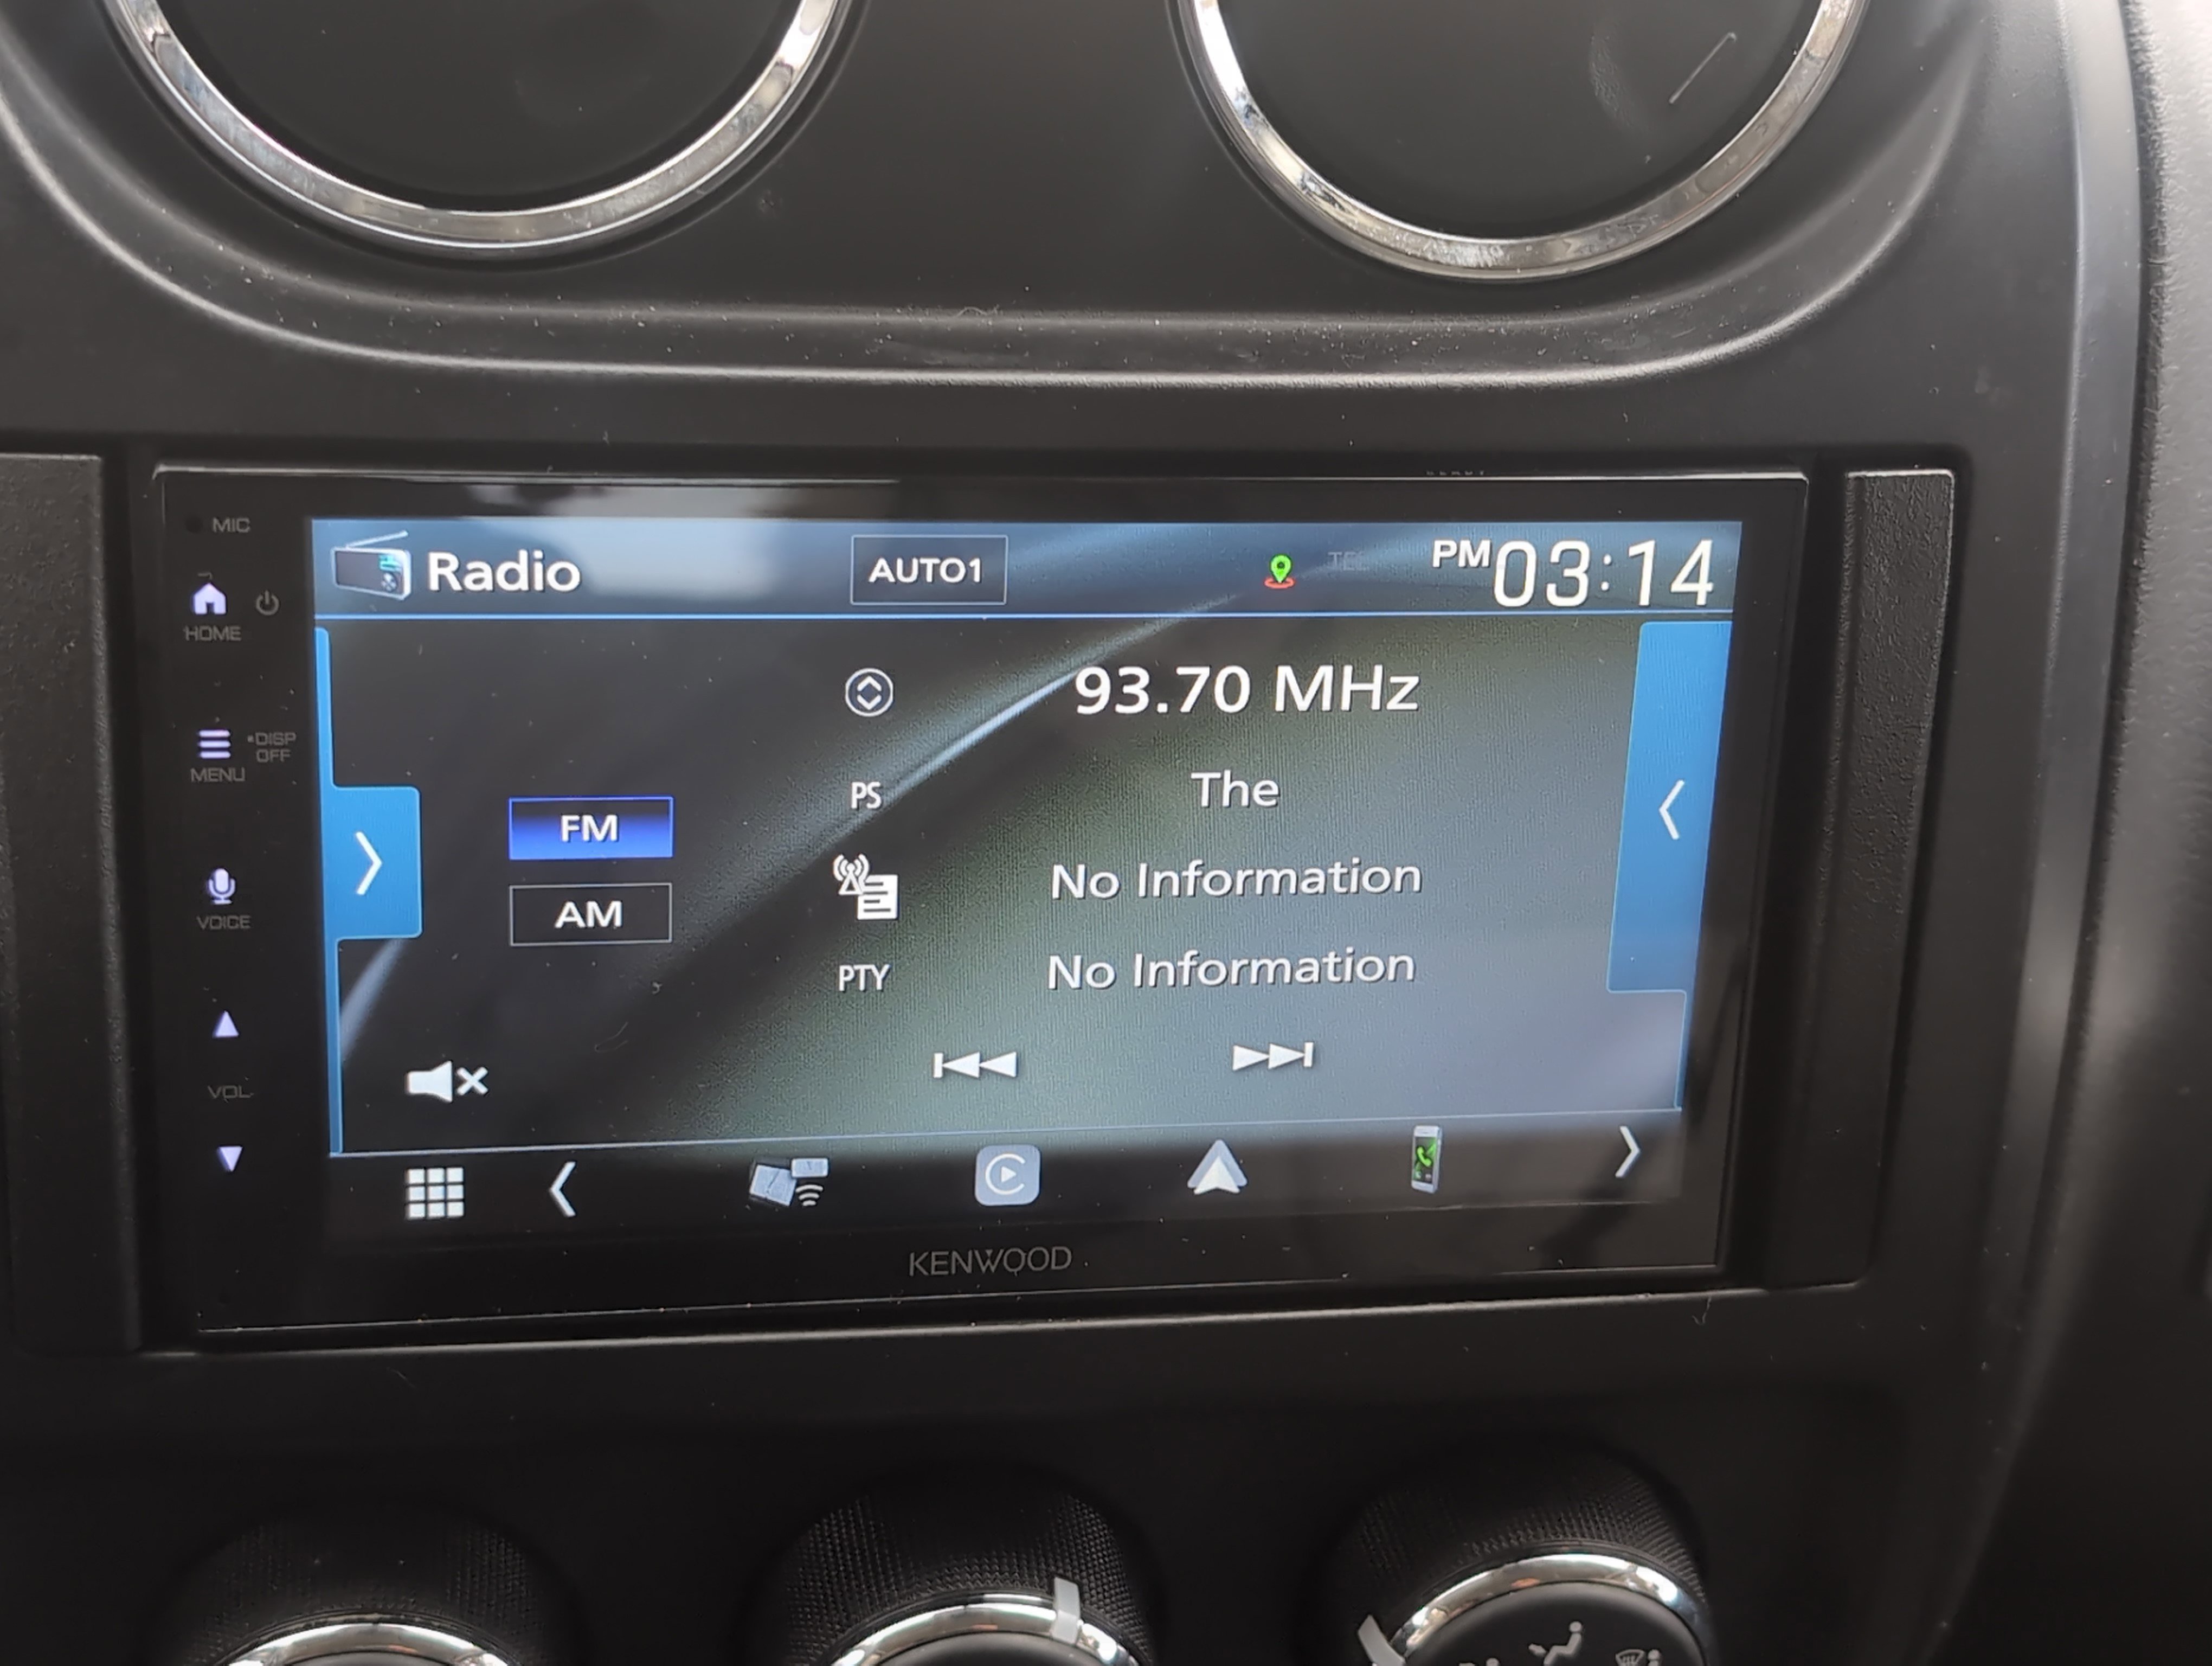 MIC
Radio
AUTO1
TEL
PM 03:14
HOME
93.70 MHz
•DISP
OFF
MENU
PS
The
FM
No Information
AM
VOICE
PTY
No Information
VOL
KENWOOD